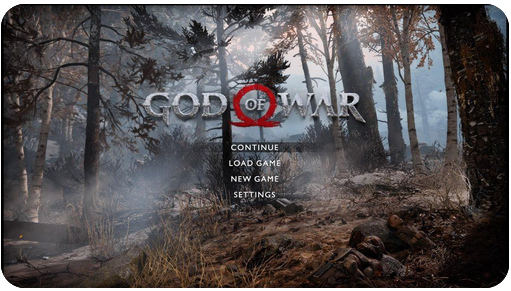 GOD OF WAR
CONTINUE
LOAD GAME
NEW GAME
SETTINGS